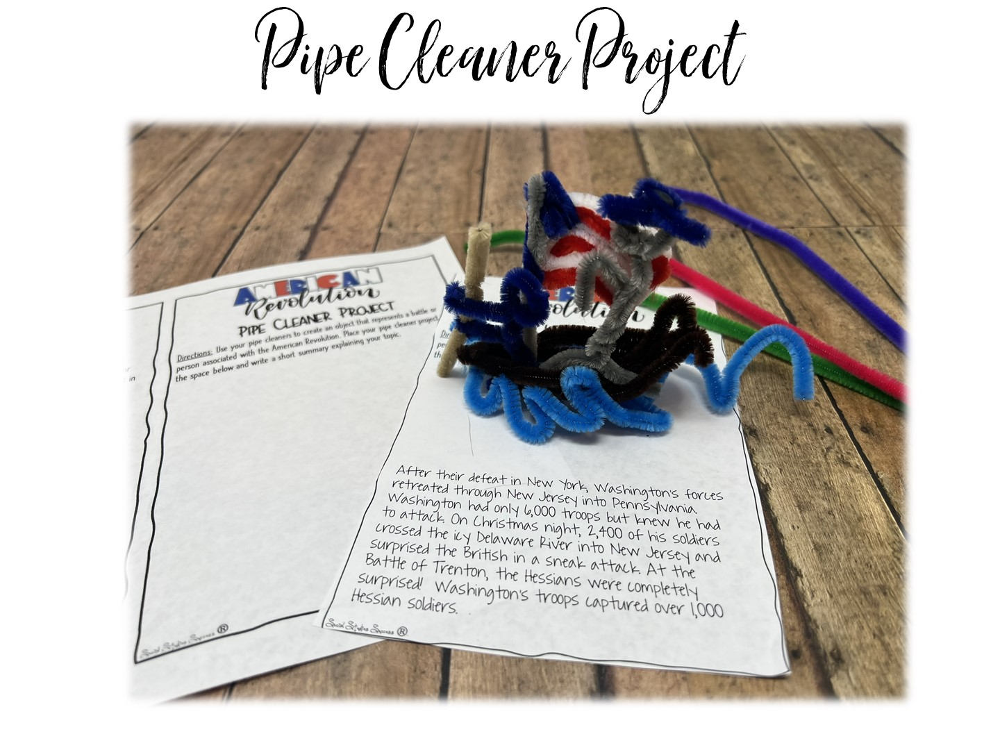 Pipe Cleaner Project
AMERICAN
Revolution
PIPE CLEANER PROJECT
Directions: Use your pipe cleaners to create an object that represents a battle or
person associated with the American Revolution. Place your pipe cleaner project
the space below and write a short summary explaining your topic.
in
Social Studies Success ®
After their defeat in New York, Washington's forces
retreated through New Jersey into Pennsylvania.
Washington had only 6,000 troops but knew he had
to attack. On Christmas night, 2,400 of his soldiers
crossed the icy Delaware River into New Jersey and
surprised the British in a sneak attack. At the
Battle of Trenton, the Hessians were completely
surprised! Washington's troops captured over 1,000
Hessian soldiers.
Social Studies Success ®